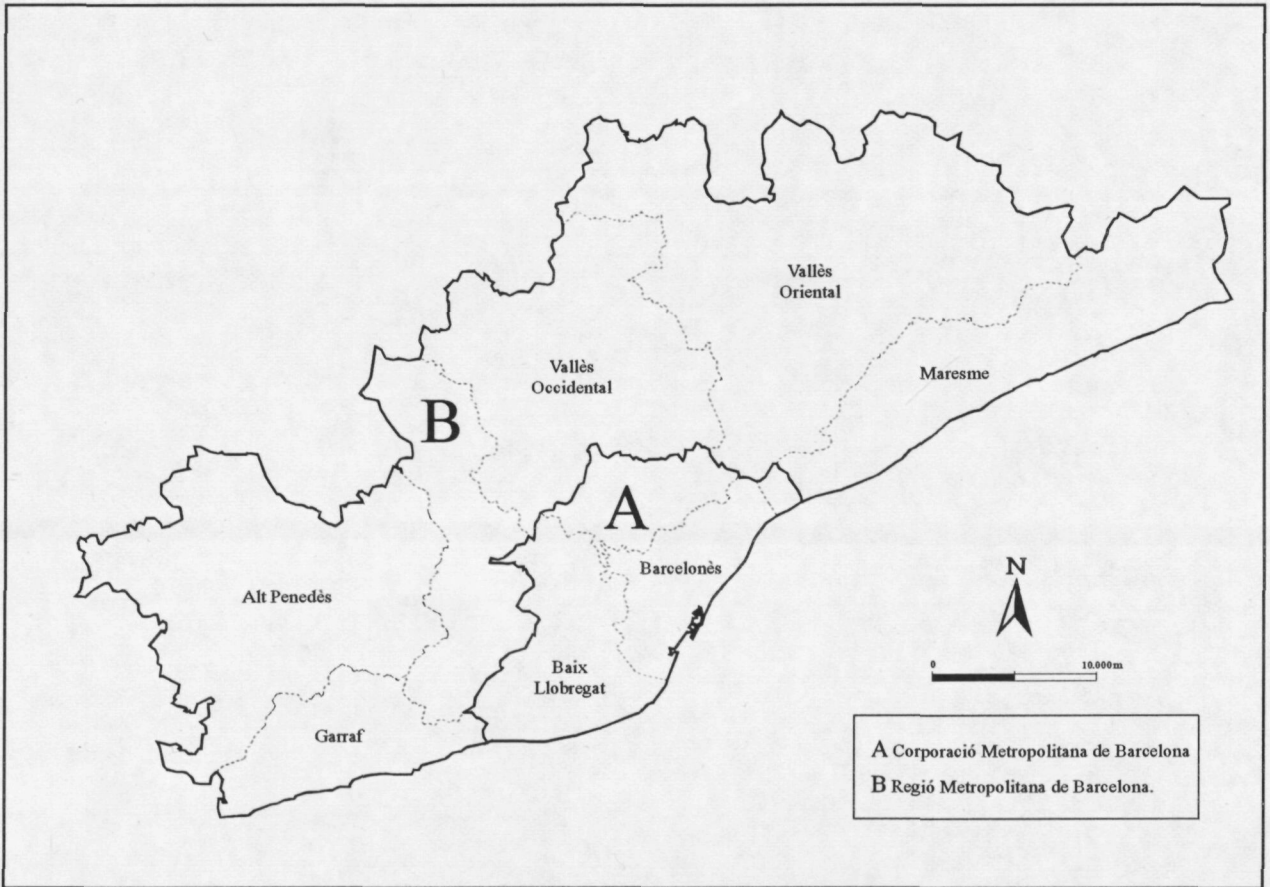 Vallès
Oriental
Vallès
Occidental
Maresme
B
A
Barcelonès
Alt Penedès
Baix
Llobregat
Garraf
N
0 10.000m
A Corporació Metropolitana de Barcelona
B Regió Metropolitana de Barcelona.